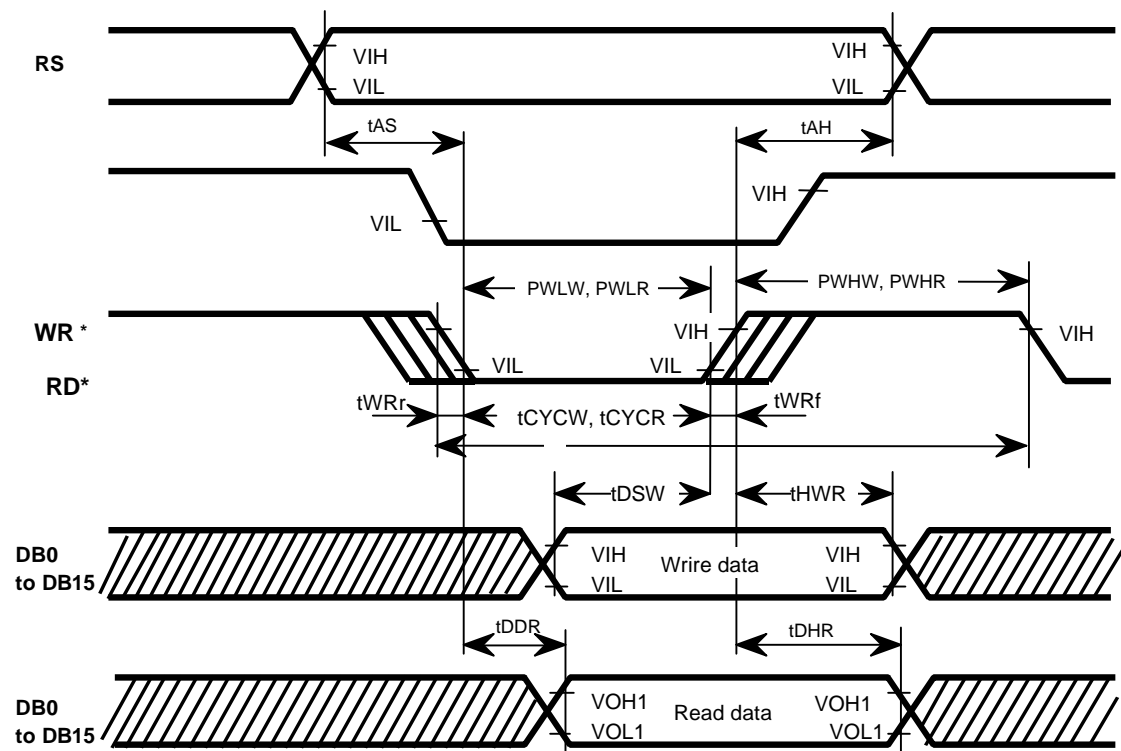 RS
VIH
VIH
VIL
VIL
tAS
tAH
VIL
VIH
PWLW, PWLR
PWHW, PWHR
WR *
VIH
VIH
RD*
VIL
VIL
tWRr
tCYCW, tCYCR
tWRf
tDSW
tHWR
DB0
to DB15
VIH
Wrire data
VIH
VIL
VIL
tDDR
tDHR
DB0
to DB15
VOH1
Read data
VOH1
VOL1
VOL1